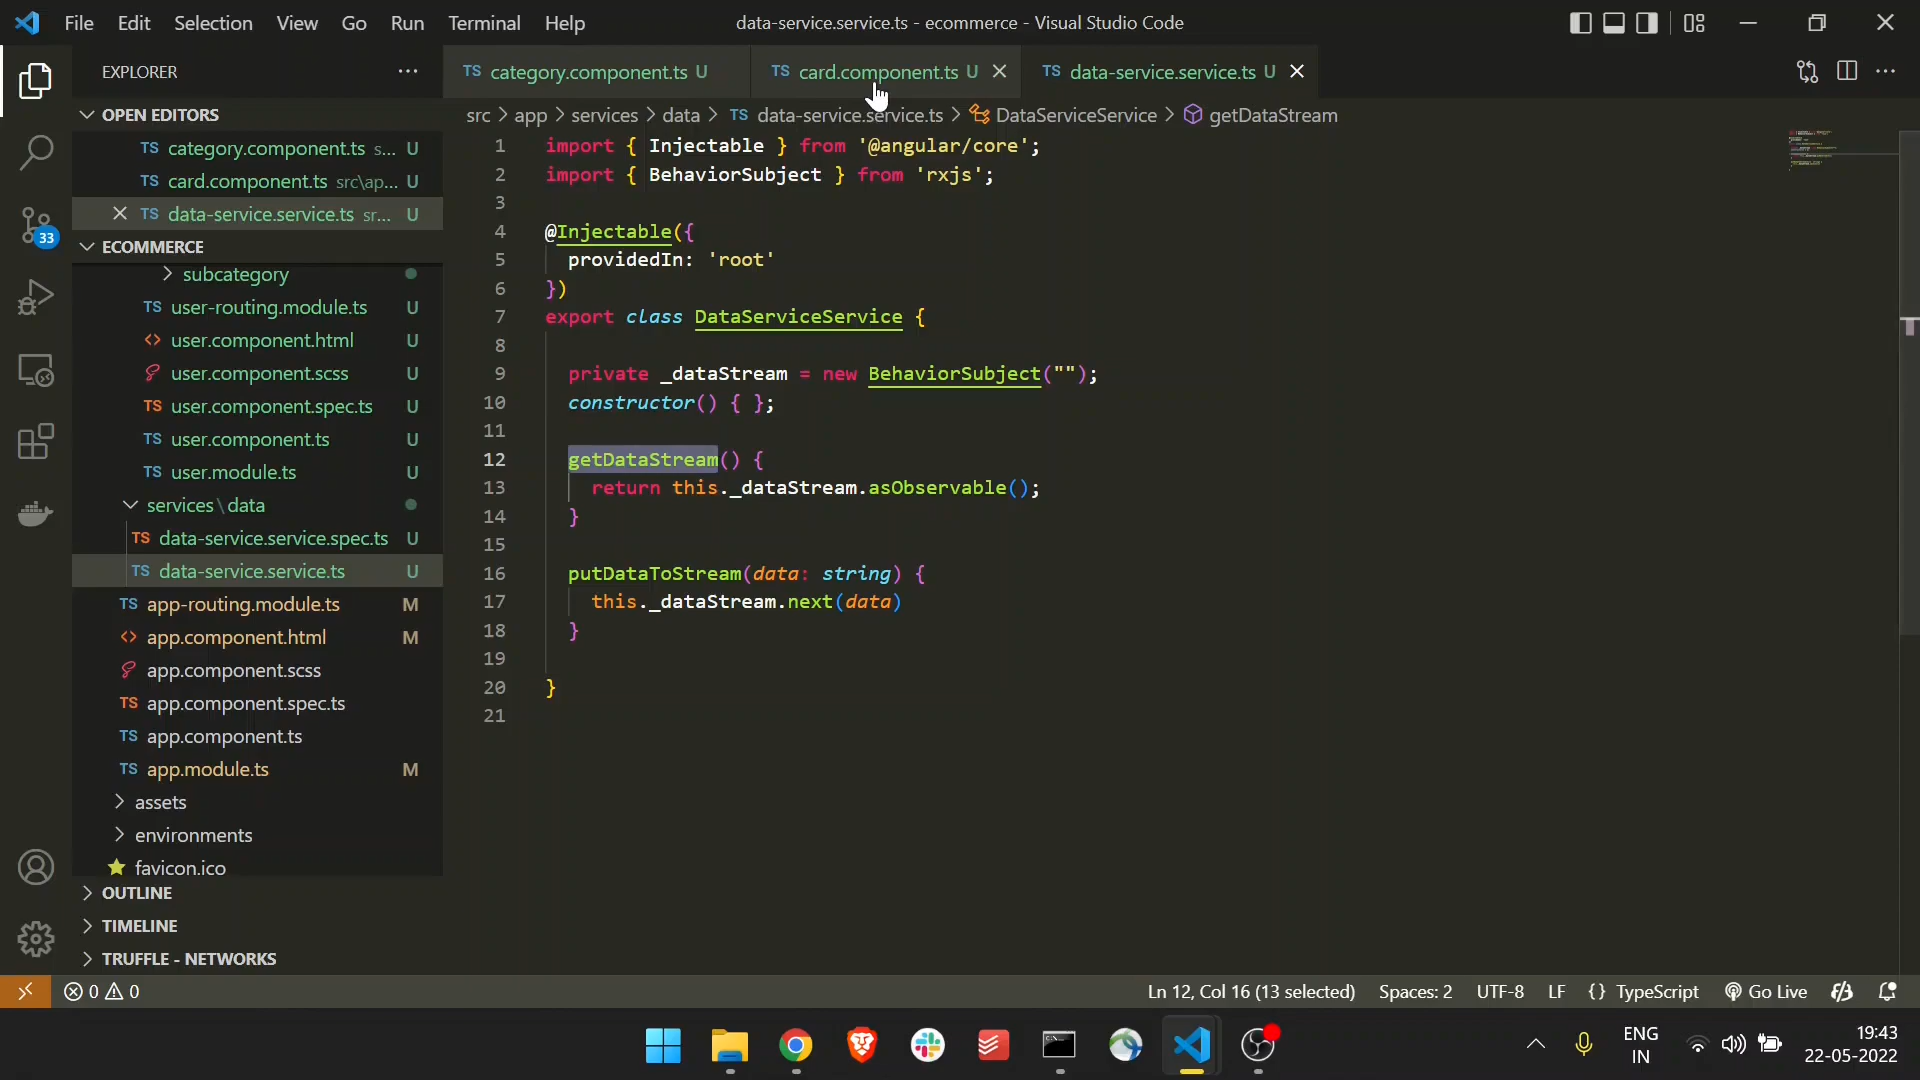 File Edit Selection View Go Run Terminal Help data-service.service.ts - ecommerce - Visual Studio Code
EXPLORER
TS category.component.ts U
TS card.component.ts U
TS data-service.service.ts U
src > app > services > data > TS data-service.service.ts > DataServiceService > getDataStream
OPEN EDITORS
TS category.component.ts s... U
TS card.component.ts src\ap... U
TS data-service.service.ts sr... U
ECOMMERCE
subcategory
TS user-routing.module.ts U
<> user.component.html U
user.component.scss U
TS user.component.spec.ts U
TS user.component.ts U
TS user.module.ts U
services\data
TS data-service.service.spec.ts U
TS data-service.service.ts U
TS app-routing.module.ts M
<> app.component.html M
app.component.scss
TS app.component.spec.ts
TS app.component.ts
TS app.module.ts M
assets
environments
favicon.ico
OUTLINE
TIMELINE
TRUFFLE - NETWORKS
33
1 import { Injectable } from '@angular/core';
2 import { BehaviorSubject } from 'rxjs';
3
4 @Injectable({
5 providedIn: 'root'
6 })
7 export class DataServiceService {
8
9 private _dataStream = new BehaviorSubject("");
10 constructor() { };
11
12 getDataStream() {
13 return this._dataStream.asObservable();
14 }
15
16 putDataToStream(data: string) {
17 this._dataStream.next(data)
18 }
19
20 }
21
0 0
Ln 12, Col 16 (13 selected) Spaces: 2 UTF-8 LF {} TypeScript Go Live
ENG
IN
19:43
22-05-2022